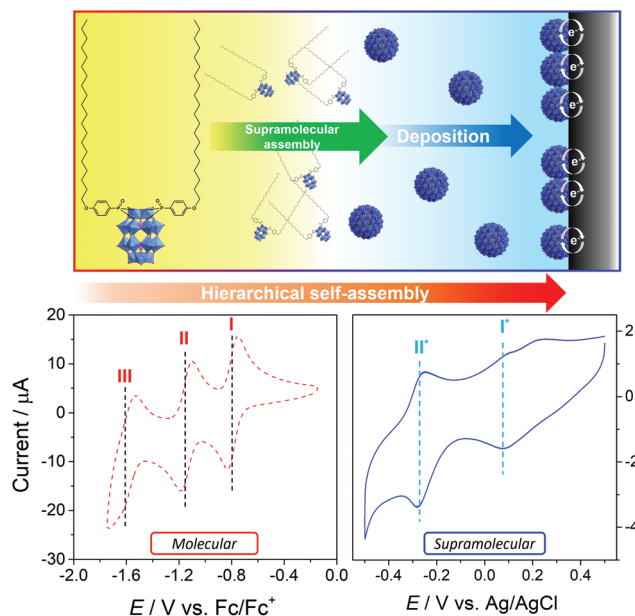 O
O
P
P
O
O
Supramolecular
assembly
Deposition
e-
e-
e-
e-
e-
e-
Hierarchical self-assembly
Current / μA
20
15
10
5
0
-10
-20
-30
III
II
I
Molecular
-2.0
-1.6
-1.2
-0.8
-0.4
0.0
E / V vs. Fc/Fc+
II*
I*
Supramolecular
2
0
-2
-4
-0.4
-0.2
0.0
0.2
0.4
E / V vs. Ag/AgCl